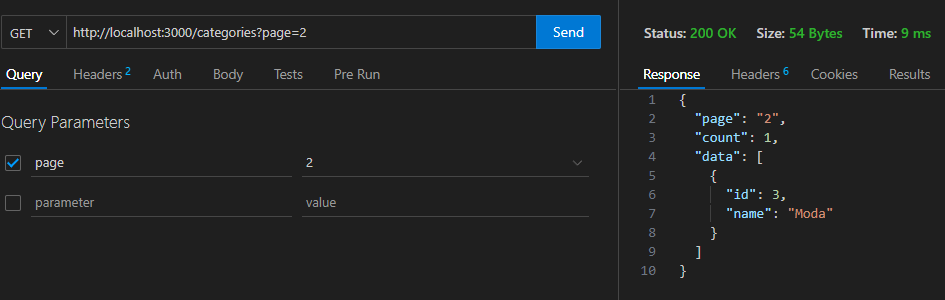 GET http://localhost:3000/categories?page=2 Send
Query Headers 2 Auth Body Tests Pre Run
Query Parameters
page 2
parameter value
Status: 200 OK Size: 54 Bytes Time: 9 ms
Response Headers 6 Cookies Results
1 {
2 "page": "2",
3 "count": 1,
4 "data": [
5 {
6 "id": 3,
7 "name": "Moda"
8 }
9 ]
10 }